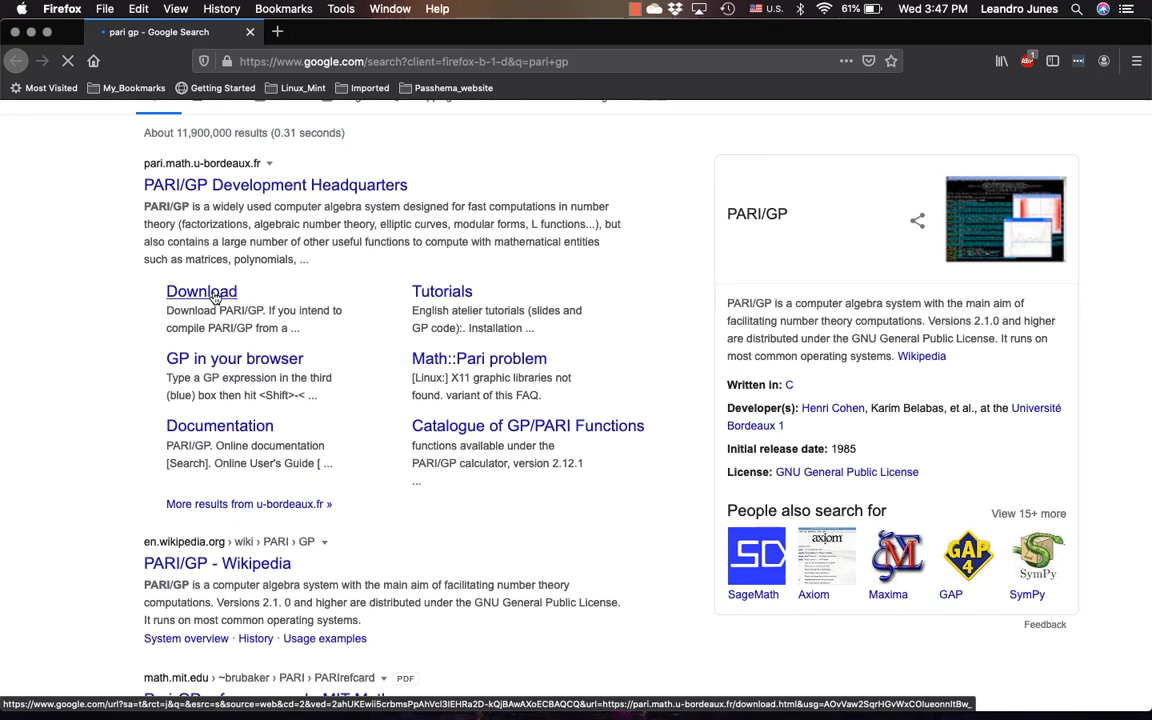 Firefox File Edit View History Bookmarks Tools Window Help U.S. 61% Wed 3:47 PM Leandro Junes
pari gp - Google Search
https://www.google.com/search?client=firefox-b-1-d&q=pari+gp
Most Visited My_Bookmarks Getting Started Linux_Mint Imported Passhema_website
About 11,900,000 results (0.31 seconds)
pari.math.u-bordeaux.fr
PARI/GP Development Headquarters
PARI/GP is a widely used computer algebra system designed for fast computations in number
theory (factorizations, algebraic number theory, elliptic curves, modular forms, L functions...), but
also contains a large number of other useful functions to compute with mathematical entities
such as matrices, polynomials, ...
Download
Download PARI/GP. If you intend to
compile PARI/GP from a ...
Tutorials
English atelier tutorials (slides and
GP code):. Installation ...
GP in your browser
Type a GP expression in the third
(blue) box then hit <Shift>-< ...
Math::Pari problem
[Linux:] X11 graphic libraries not
found. variant of this FAQ.
Documentation
PARI/GP. Online documentation
[Search]. Online User's Guide [ ...
Catalogue of GP/PARI Functions
functions available under the
PARI/GP calculator, version 2.12.1
...
More results from u-bordeaux.fr »
en.wikipedia.org › wiki › PARI › GP
PARI/GP - Wikipedia
PARI/GP is a computer algebra system with the main aim of facilitating number theory
computations. Versions 2.1. 0 and higher are distributed under the GNU General Public License.
It runs on most common operating systems.
System overview · History · Usage examples
math.mit.edu › ~brubaker › PARI › PARIrefcard PDF
PARI/GP
PARI/GP is a computer algebra system with the main aim of
facilitating number theory computations. Versions 2.1.0 and higher
are distributed under the GNU General Public License. It runs on
most common operating systems. Wikipedia
Written in: C
Developer(s): Henri Cohen, Karim Belabas, et al., at the Université
Bordeaux 1
Initial release date: 1985
License: GNU General Public License
People also search for
View 15+ more
axiom
GAP 4
SymPy
SageMath Axiom Maxima GAP SymPy
Feedback